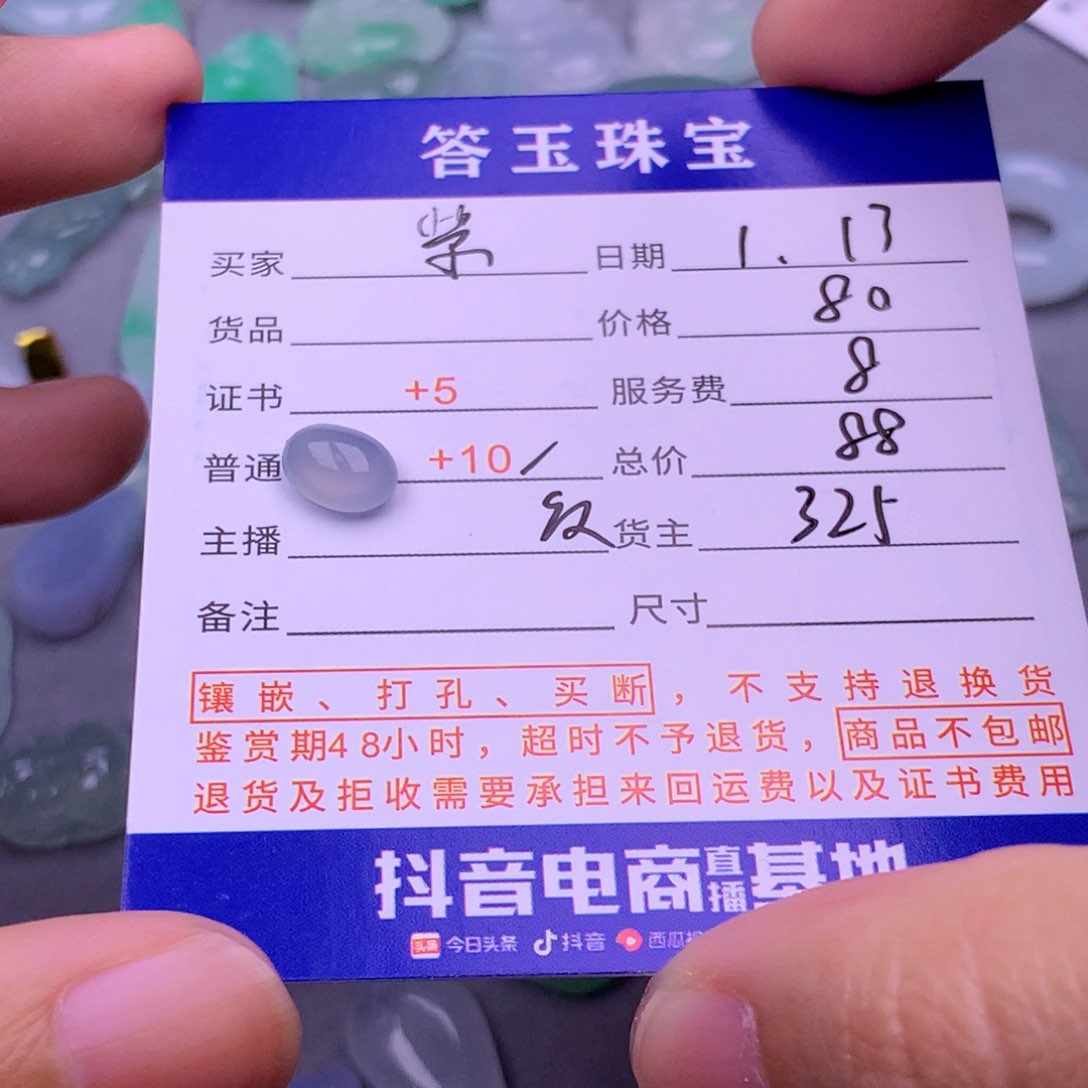 答玉珠宝
买家 日期 1.13
货品 价格 80
证书 +5 服务费 8
普通 +10/ 总价 88
主播 货主 325
备注 尺寸
镶嵌、打孔、买断，不支持退换货
鉴赏期48小时，超时不予退货，商品不包邮
退货及拒收需要承担来回运费以及证书费用
抖音电商直播基地
头条 今日头条 抖音 西瓜